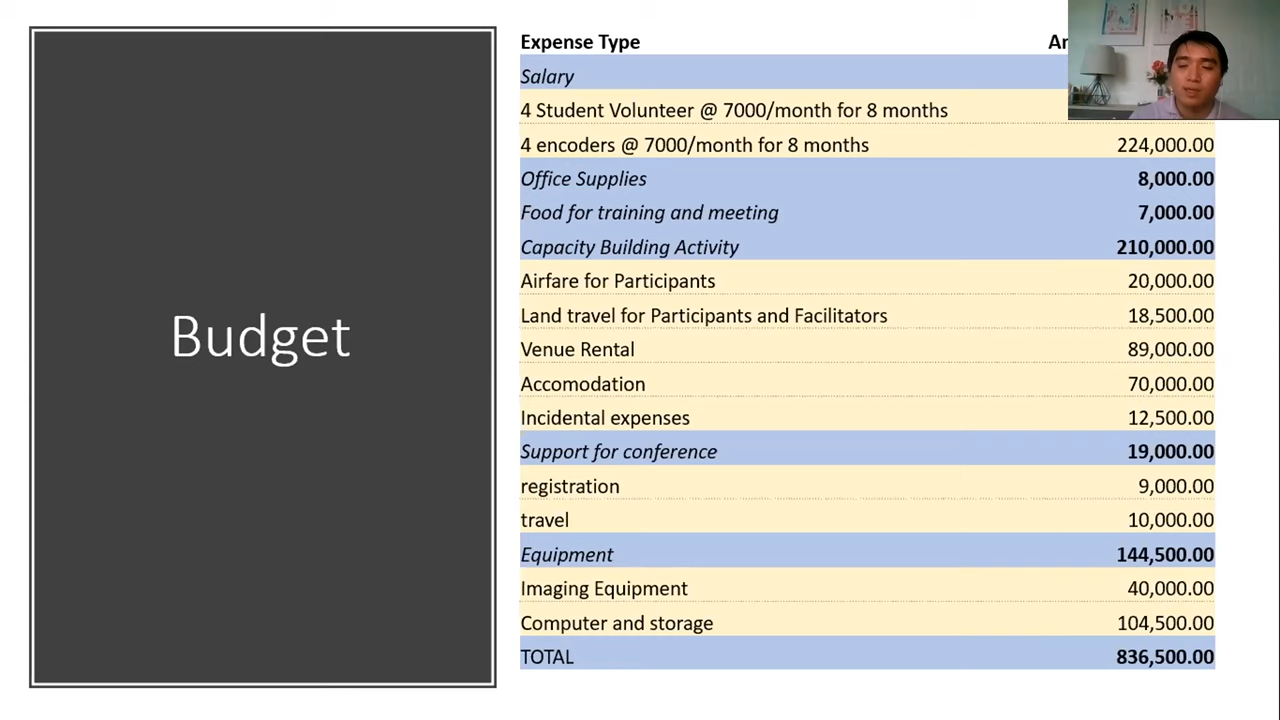 Budget
Expense Type
Salary
4 Student Volunteer @ 7000/month for 8 months
4 encoders @ 7000/month for 8 months 224,000.00
Office Supplies 8,000.00
Food for training and meeting 7,000.00
Capacity Building Activity 210,000.00
Airfare for Participants 20,000.00
Land travel for Participants and Facilitators 18,500.00
Venue Rental 89,000.00
Accomodation 70,000.00
Incidental expenses 12,500.00
Support for conference 19,000.00
registration 9,000.00
travel 10,000.00
Equipment 144,500.00
Imaging Equipment 40,000.00
Computer and storage 104,500.00
TOTAL 836,500.00